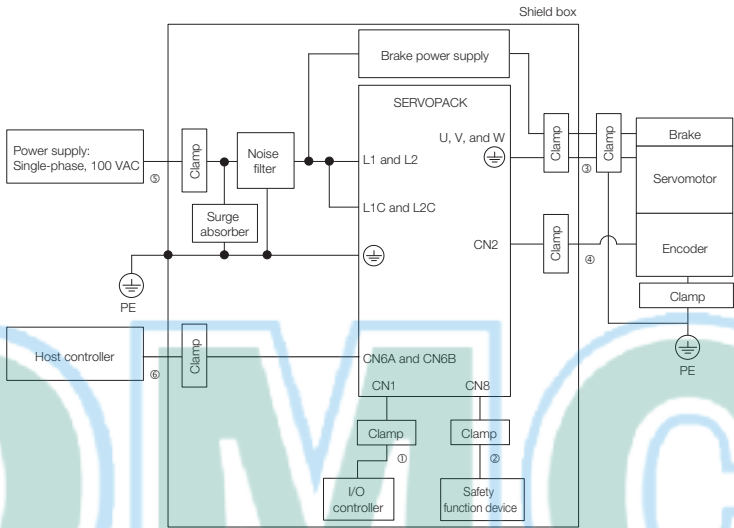 Shield box
Brake power supply
SERVOPACK
U, V, and W
Clamp
Clamp
Brake
Power supply:
Single-phase, 100 VAC
⑤
Clamp
Noise
filter
L1 and L2
③
Servomotor
Surge
absorber
L1C and L2C
CN2
Clamp
④
Encoder
PE
Clamp
PE
Host controller
⑥
Clamp
CN6A and CN6B
CN1
CN8
Clamp
①
Clamp
②
I/O
controller
Safety
function device